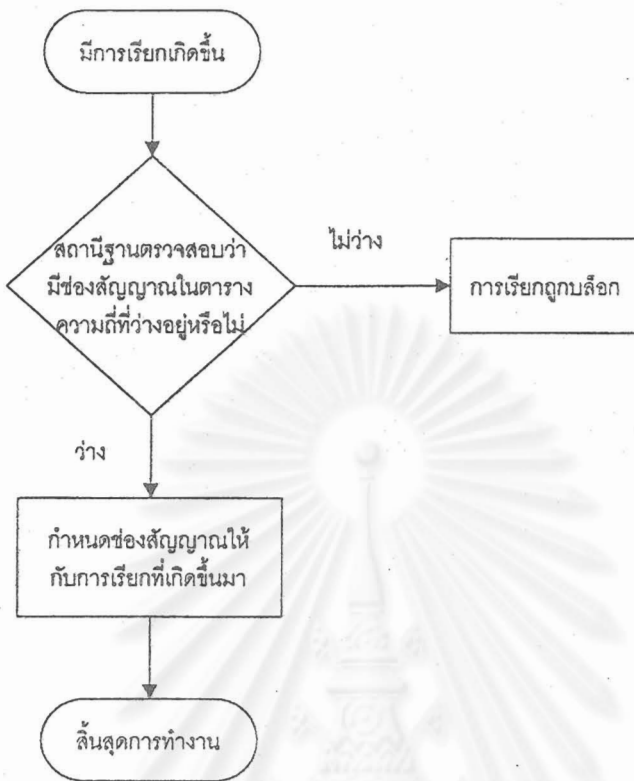 มีการเรียกเกิดขึ้น
สถานีฐานตรวจสอบว่า
มีช่องสัญญาณในตาราง
ความถี่ที่ว่างอยู่หรือไม่
ไม่ว่าง
การเรียกถูกบล็อก
ว่าง
กำหนดช่องสัญญาณให้
กับการเรียกที่เกิดขึ้นมา
สิ้นสุดการทำงาน